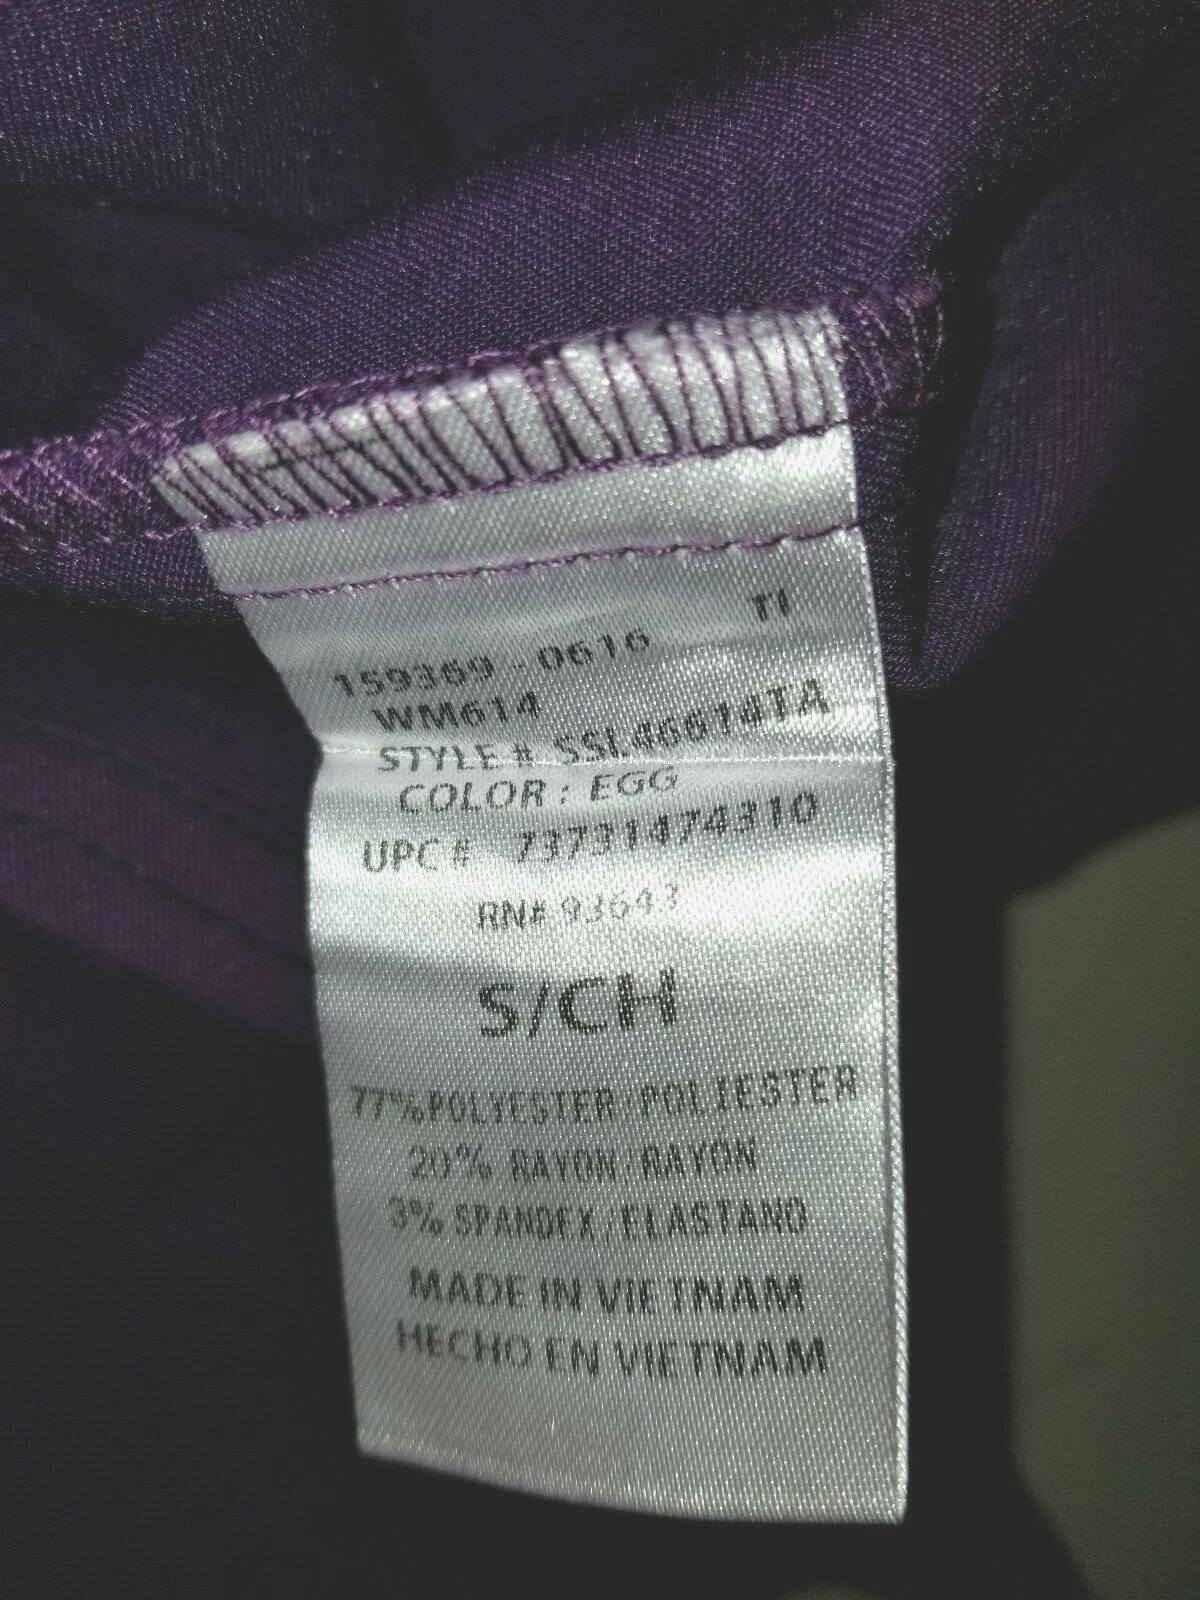 TI
159369 - 0616
WM614
STYLE # SSL46614TA
COLOR : EGG
UPC # 73731474310
RN# 93643
S/CH
77% POLYESTER/POLIESTER
20% RAYON/RAYON
3% SPANDEX/ELASTANO
MADE IN VIETNAM
HECHO EN VIETNAM